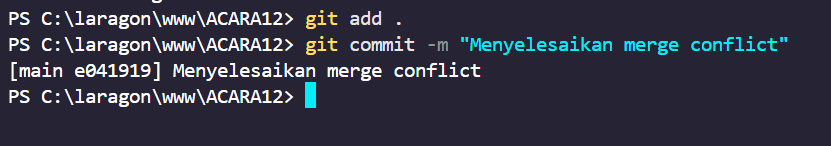 PS C:\laragon\www\ACARA12> git add .
PS C:\laragon\www\ACARA12> git commit -m "Menyelesaikan merge conflict"
[main e041919] Menyelesaikan merge conflict
PS C:\laragon\www\ACARA12>